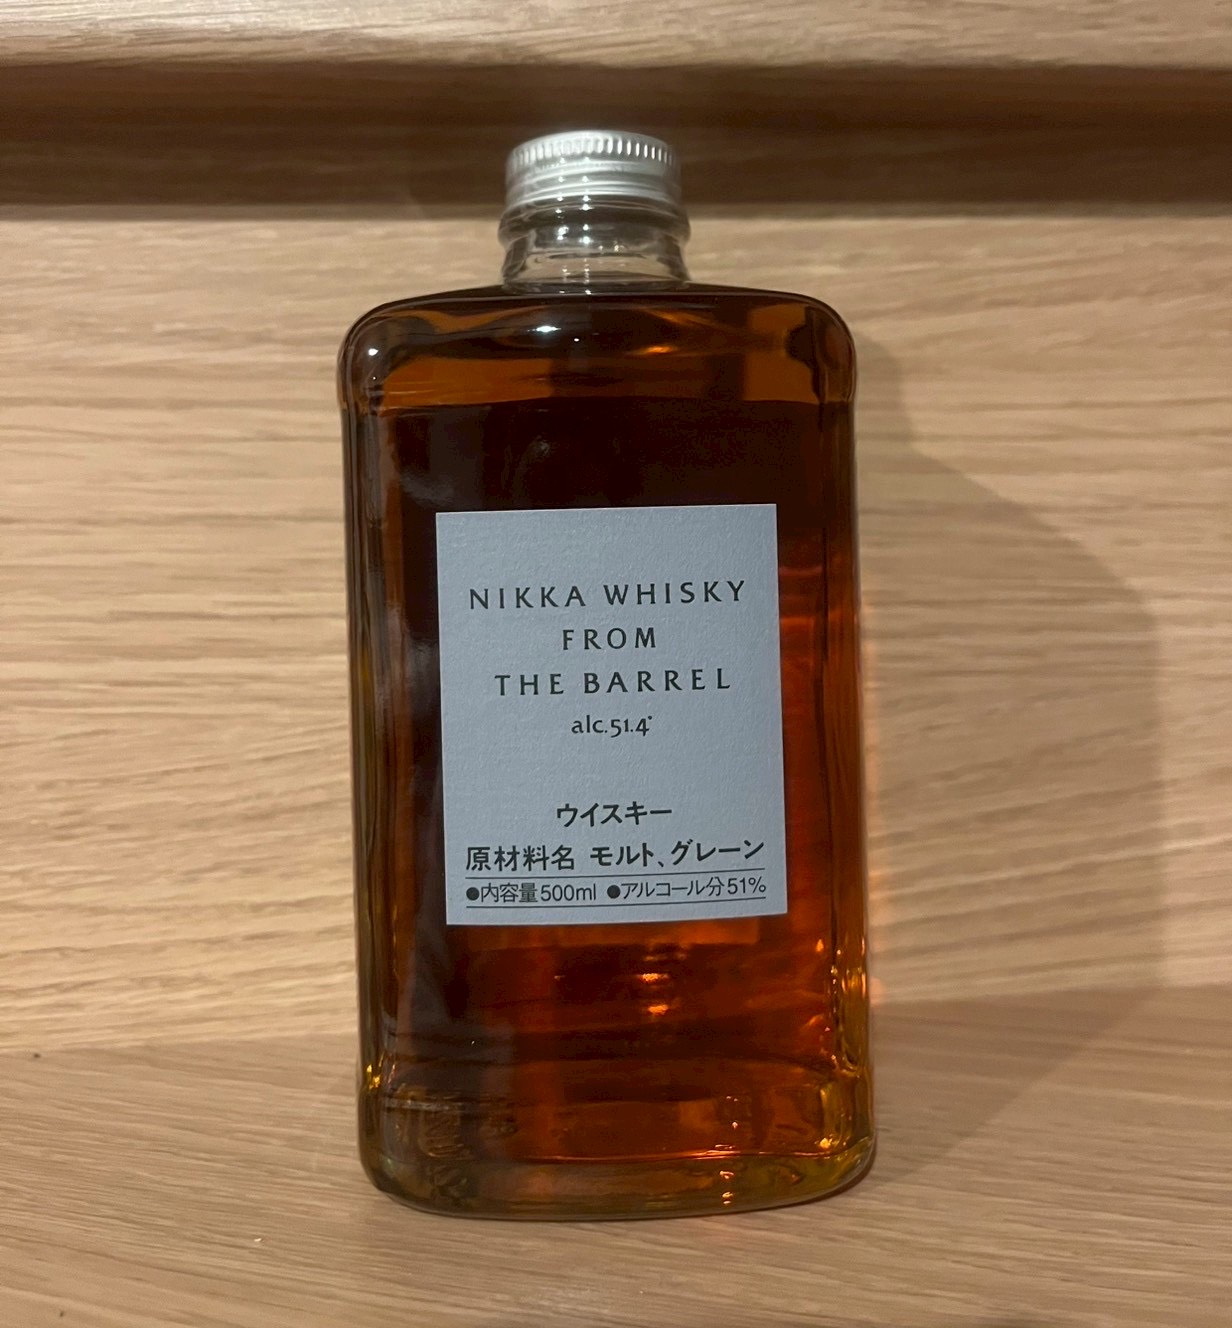 NIKKA WHISKY
FROM
THE BARREL
alc.51.4°
ウイスキー
原材料名 モルト、グレーン
●内容量500ml ●アルコール分51%